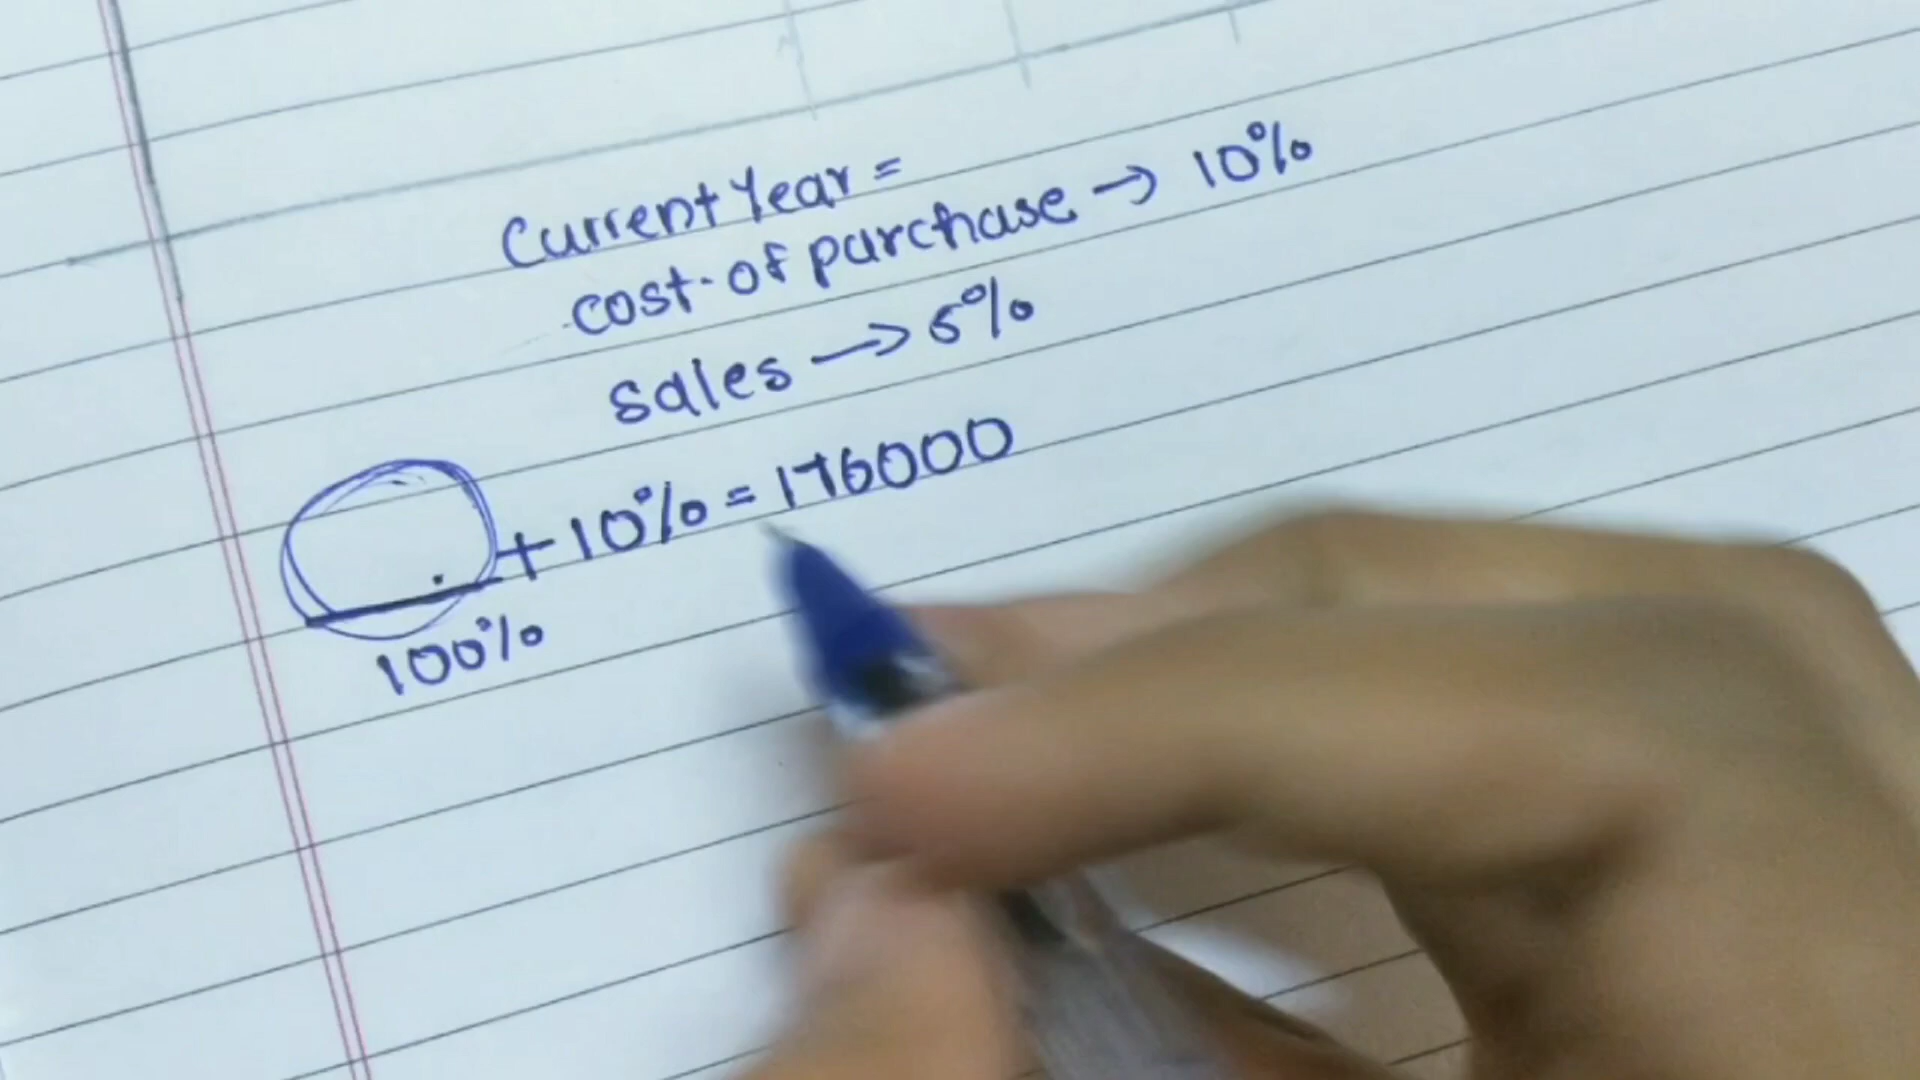 Current Year =
cost. of purchase → 10%
sales → 5%
+ 10% = 176000
100%